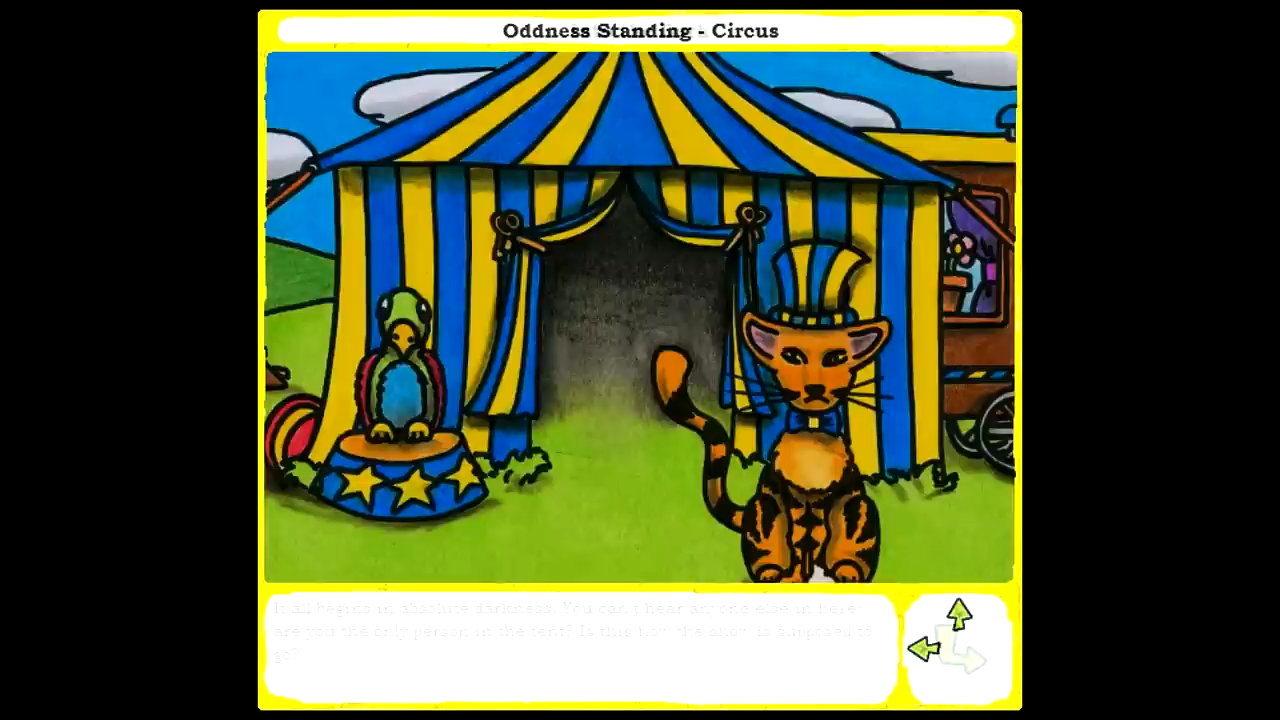 Oddness Standing - Circus
It all begins in absolute darkness. You can't hear anyone else in here
are you the only person in the tent? Is this how the show is supposed to
go?